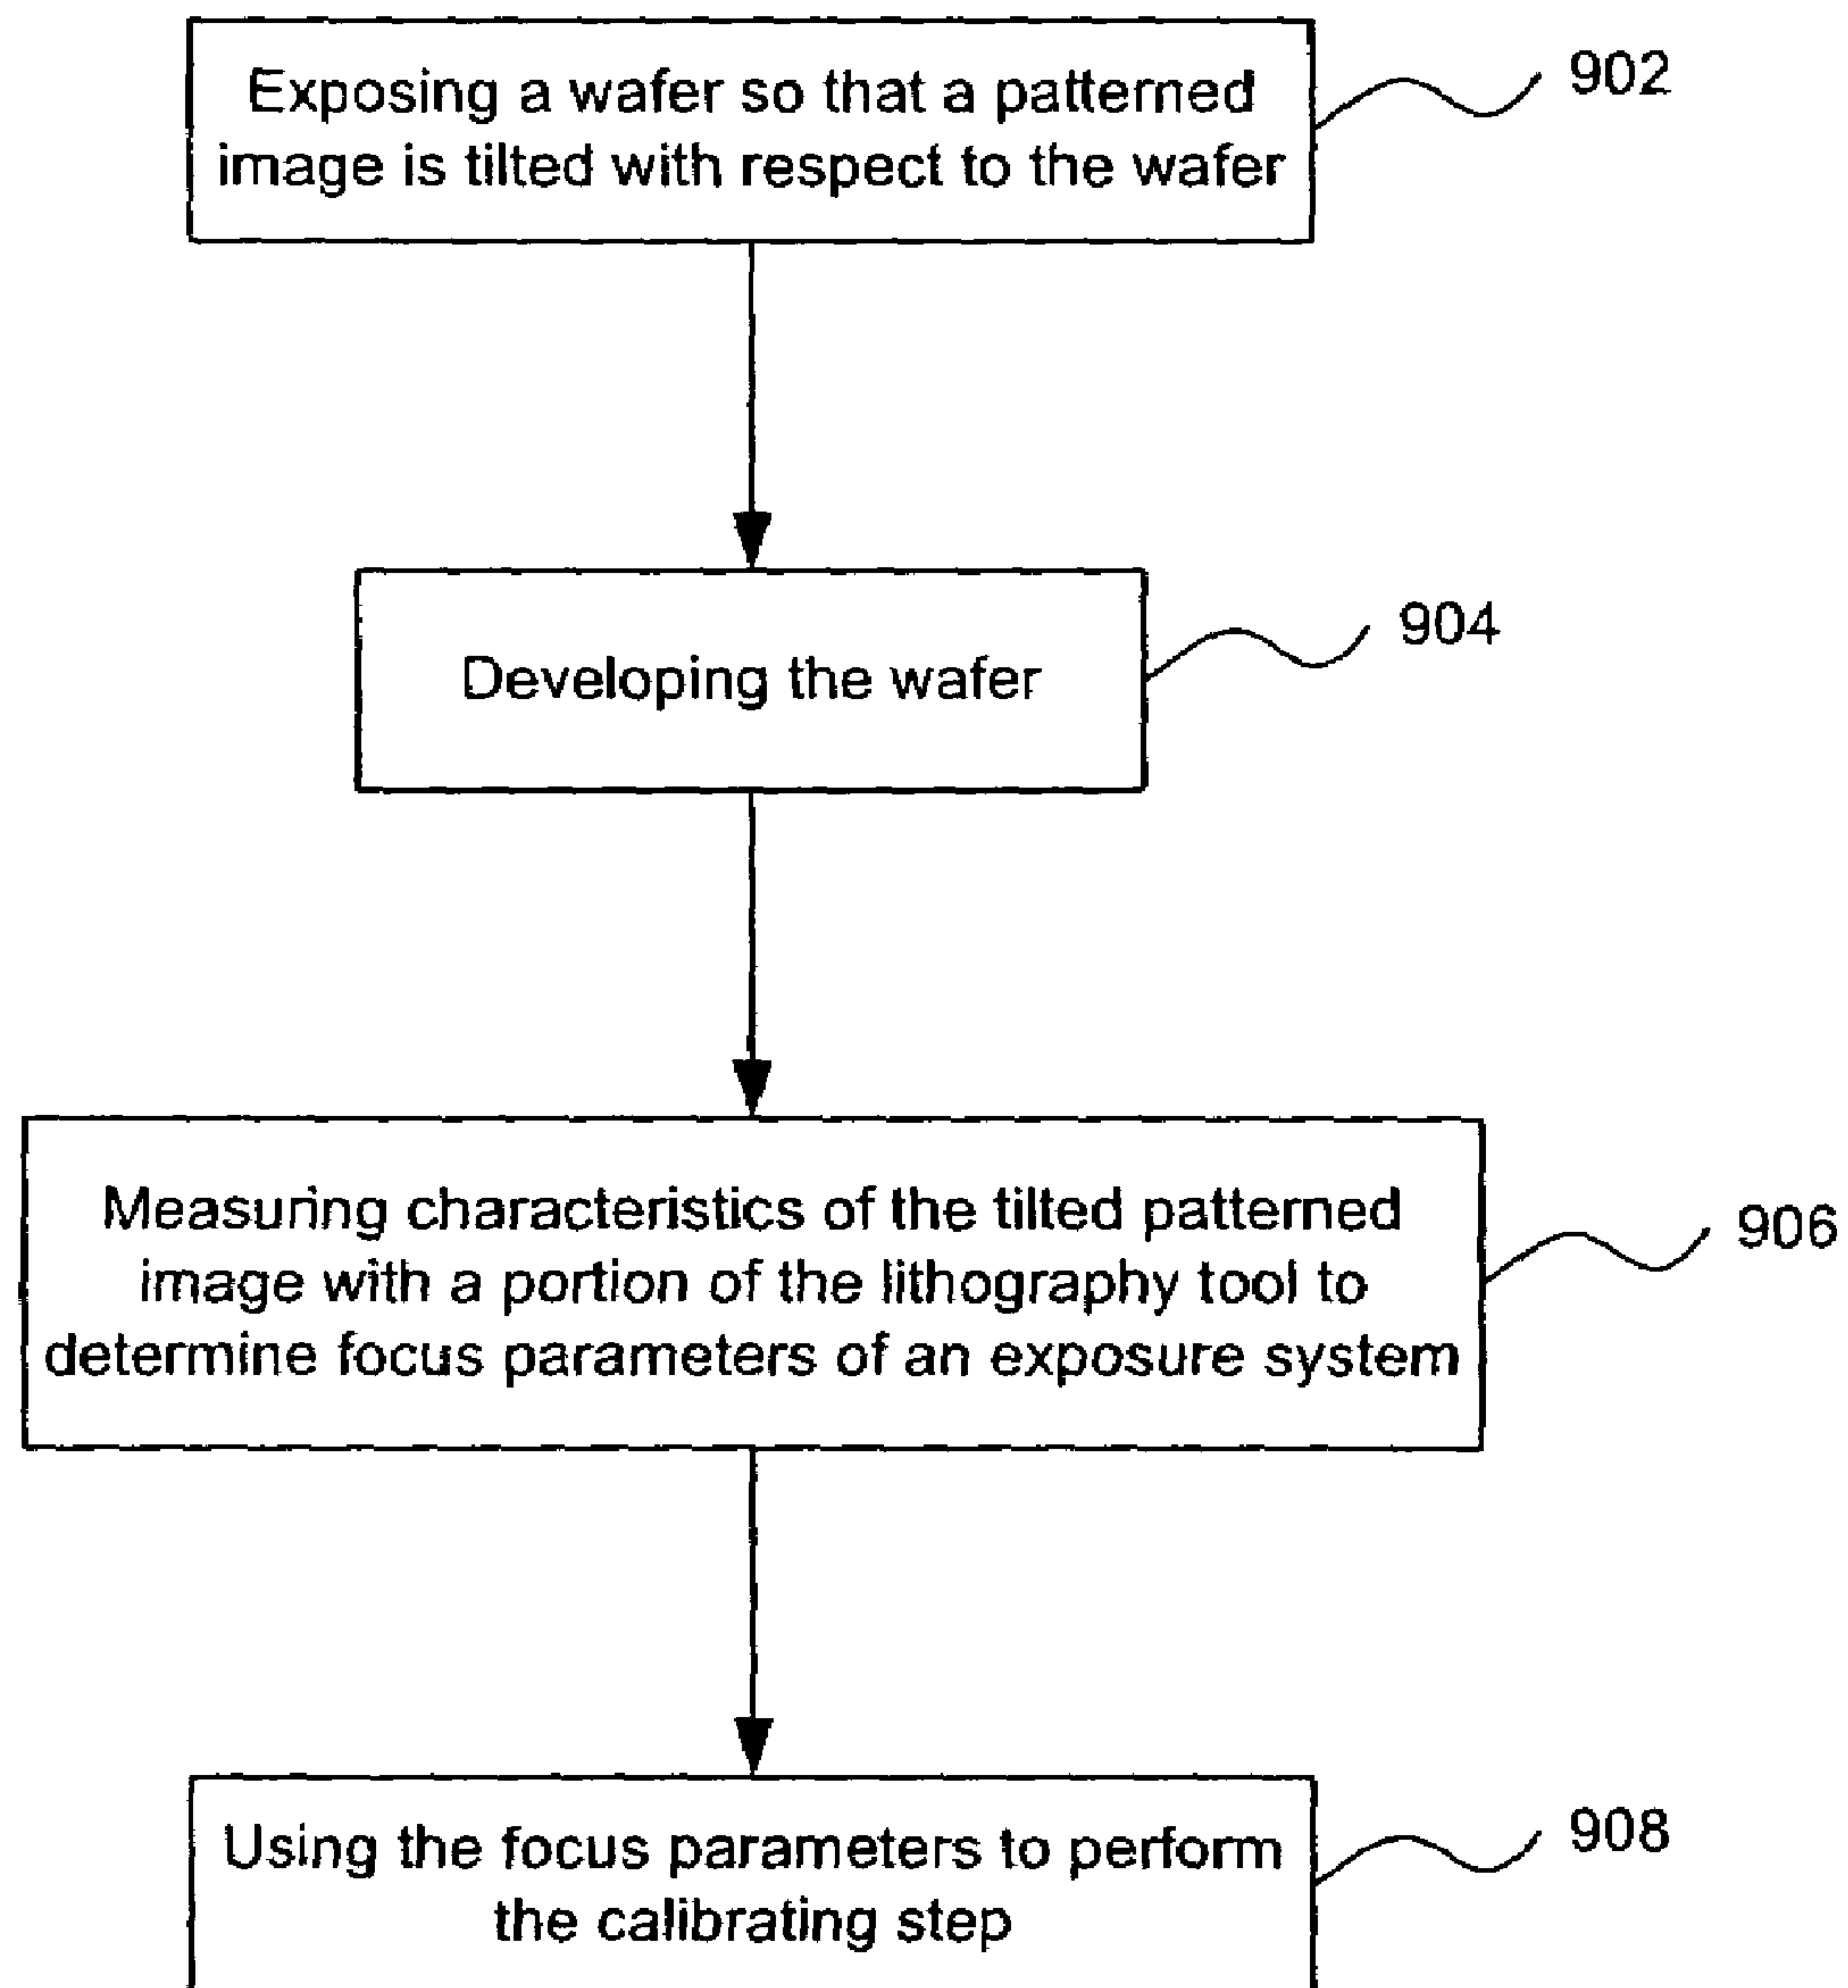 Exposing a wafer so that a patterned
image is tilted with respect to the wafer
902
Developing the wafer
904
Measuring characteristics of the tilted patterned
image with a portion of the lithography tool to
determine focus parameters of an exposure system
906
Using the focus parameters to perform
the calibrating step
908